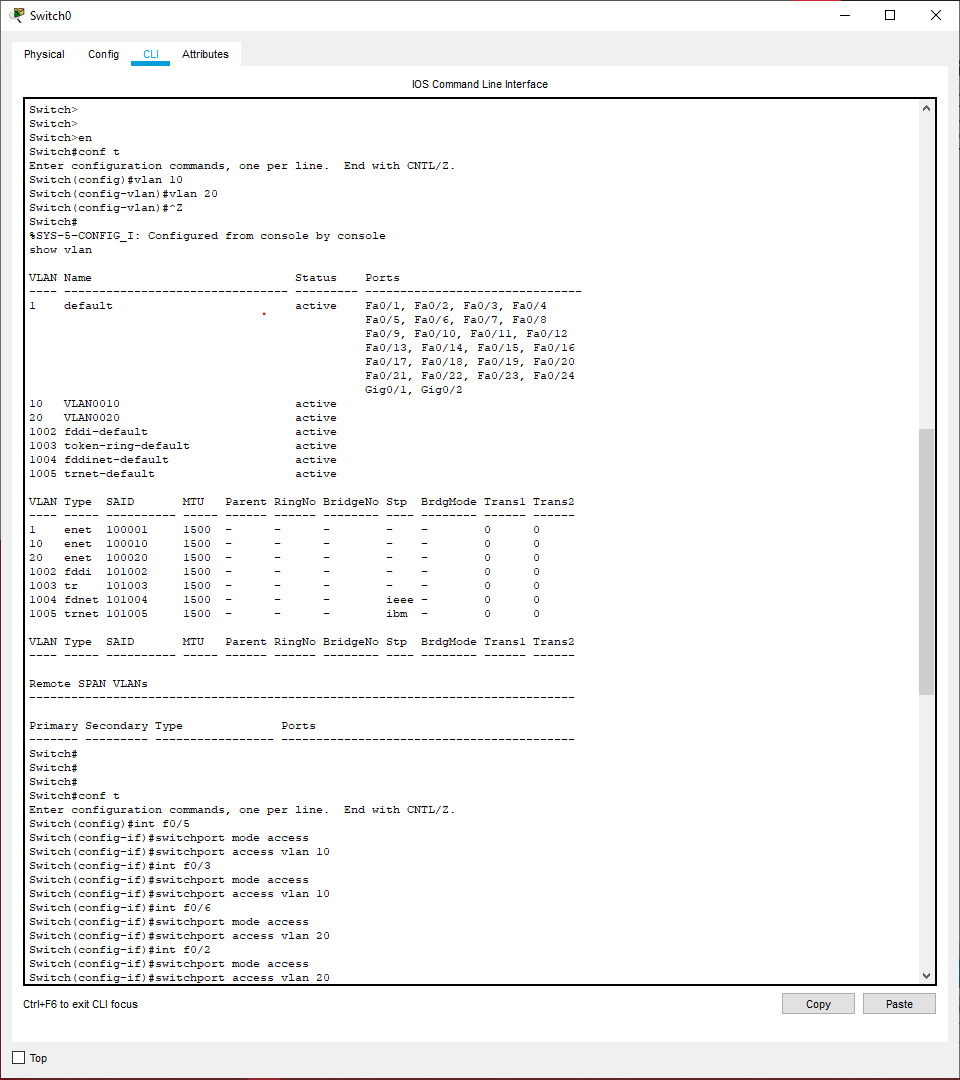 Switch0
Physical Config CLI Attributes
IOS Command Line Interface
Switch>
Switch>
Switch>en
Switch#conf t
Enter configuration commands, one per line.  End with CNTL/Z.
Switch(config)#vlan 10
Switch(config-vlan)#vlan 20
Switch(config-vlan)#^Z
Switch#
%SYS-5-CONFIG_I: Configured from console by console
show vlan
VLAN Name                             Status    Ports
---- -------------------------------- --------- -------------------------------
1    default                          active    Fa0/1, Fa0/2, Fa0/3, Fa0/4
                                                Fa0/5, Fa0/6, Fa0/7, Fa0/8
                                                Fa0/9, Fa0/10, Fa0/11, Fa0/12
                                                Fa0/13, Fa0/14, Fa0/15, Fa0/16
                                                Fa0/17, Fa0/18, Fa0/19, Fa0/20
                                                Fa0/21, Fa0/22, Fa0/23, Fa0/24
                                                Gig0/1, Gig0/2
10   VLAN0010                         active
20   VLAN0020                         active
1002 fddi-default                     active
1003 token-ring-default               active
1004 fddinet-default                  active
1005 trnet-default                    active
VLAN Type  SAID       MTU   Parent RingNo BridgeNo Stp  BrdgMode Trans1 Trans2
---- ----- ---------- ----- ------ ------ -------- ---- -------- ------ ------
1    enet  100001     1500  -      -      -        -    -        0      0
10   enet  100010     1500  -      -      -        -    -        0      0
20   enet  100020     1500  -      -      -        -    -        0      0
1002 fddi  101002     1500  -      -      -        -    -        0      0
1003 tr    101003     1500  -      -      -        -    -        0      0
1004 fdnet 101004     1500  -      -      -        ieee -        0      0
1005 trnet 101005     1500  -      -      -        ibm  -        0      0
VLAN Type  SAID       MTU   Parent RingNo BridgeNo Stp  BrdgMode Trans1 Trans2
---- ----- ---------- ----- ------ ------ -------- ---- -------- ------ ------
Remote SPAN VLANs
------------------------------------------------------------------------------
Primary Secondary Type              Ports
------- --------- ----------------- ------------------------------------------
Switch#
Switch#
Switch#
Switch#conf t
Enter configuration commands, one per line.  End with CNTL/Z.
Switch(config)#int f0/5
Switch(config-if)#switchport mode access
Switch(config-if)#switchport access vlan 10
Switch(config-if)#int f0/3
Switch(config-if)#switchport mode access
Switch(config-if)#switchport access vlan 10
Switch(config-if)#int f0/6
Switch(config-if)#switchport mode access
Switch(config-if)#switchport access vlan 20
Switch(config-if)#int f0/2
Switch(config-if)#switchport mode access
Switch(config-if)#switchport access vlan 20
Ctrl+F6 to exit CLI focus
Copy Paste
Top